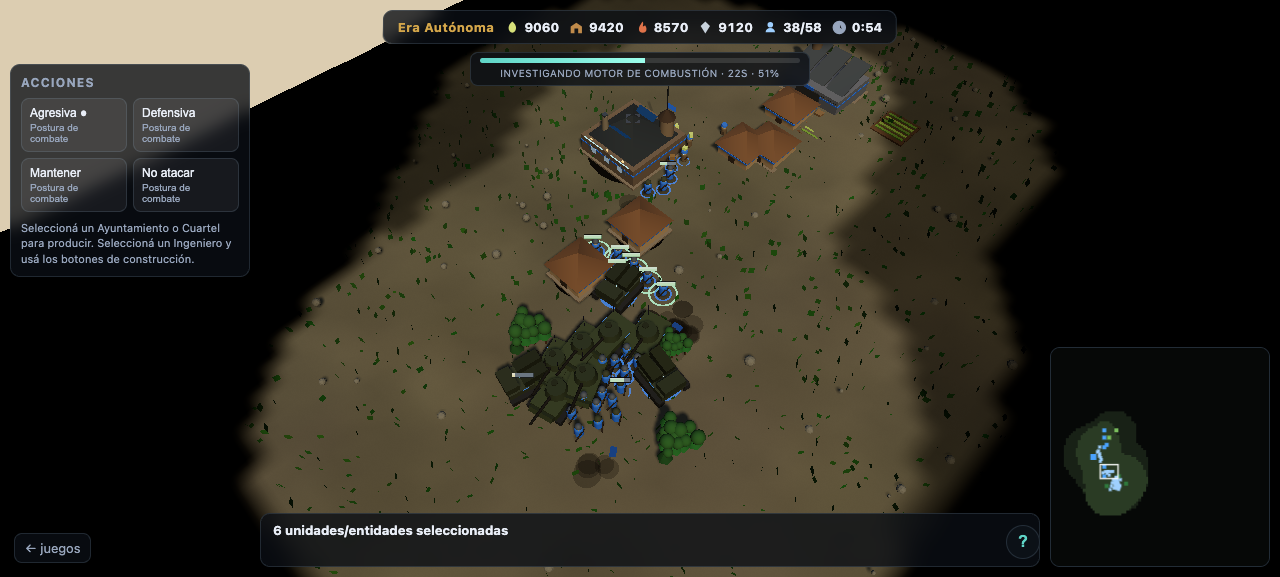 Era Autónoma 9060 9420 8570 9120 38/58 0:54
INVESTIGANDO MOTOR DE COMBUSTIÓN · 22S · 51%
ACCIONES
Agresiva ●
Postura de
combate
Defensiva
Postura de
combate
Mantener
Postura de
combate
No atacar
Postura de
combate
Seleccioná un Ayuntamiento o Cuartel
para producir. Seleccioná un Ingeniero y
usá los botones de construcción.
6 unidades/entidades seleccionadas
?
← juegos